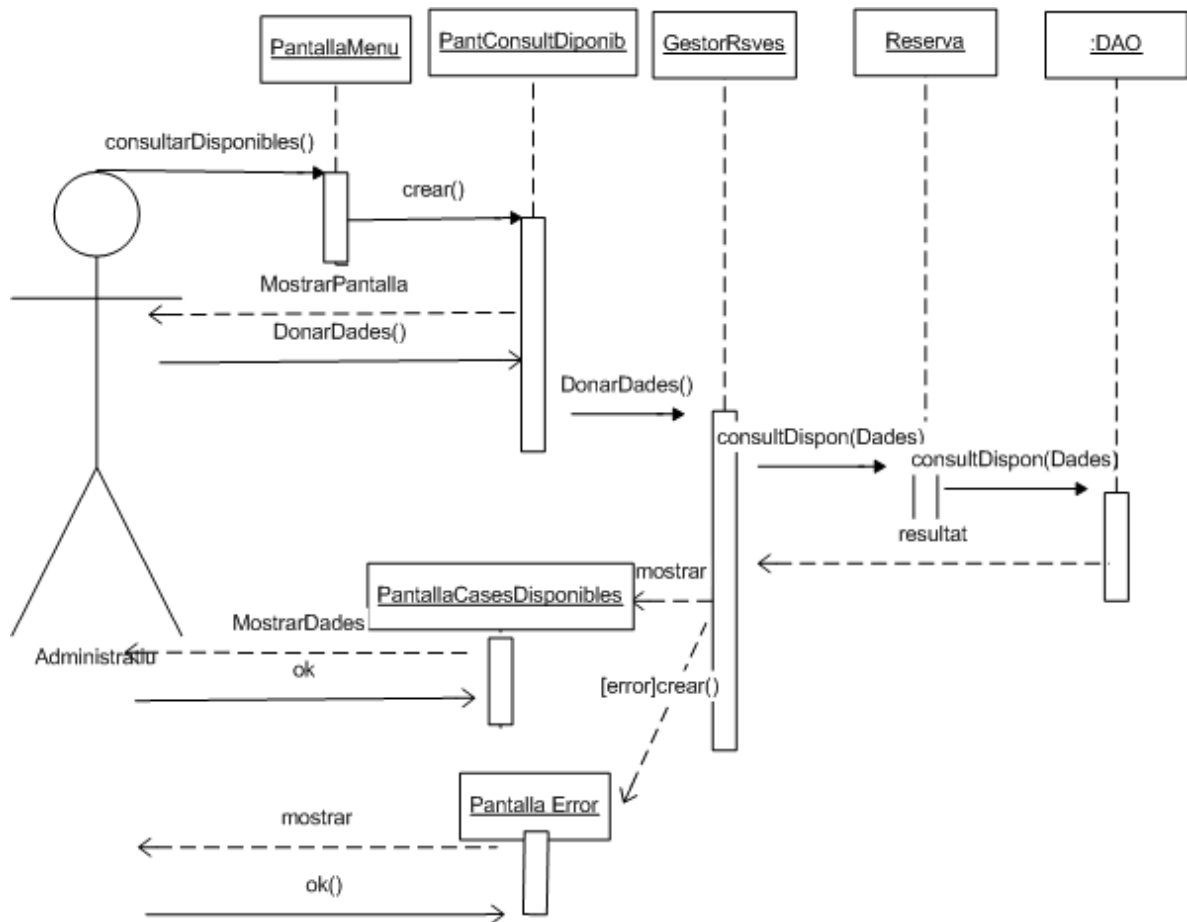 PantallaMenu
PantConsultDiponib
GestorRsves
Reserva
:DAO
consultarDisponibles()
crear()
MostrarPantalla
DonarDades()
DonarDades()
consultDispon(Dades)
consultDispon(Dades)
resultat
mostrar
PantallaCasesDisponibles
MostrarDades
Administratiu
ok
[error]crear()
Pantalla Error
mostrar
ok()